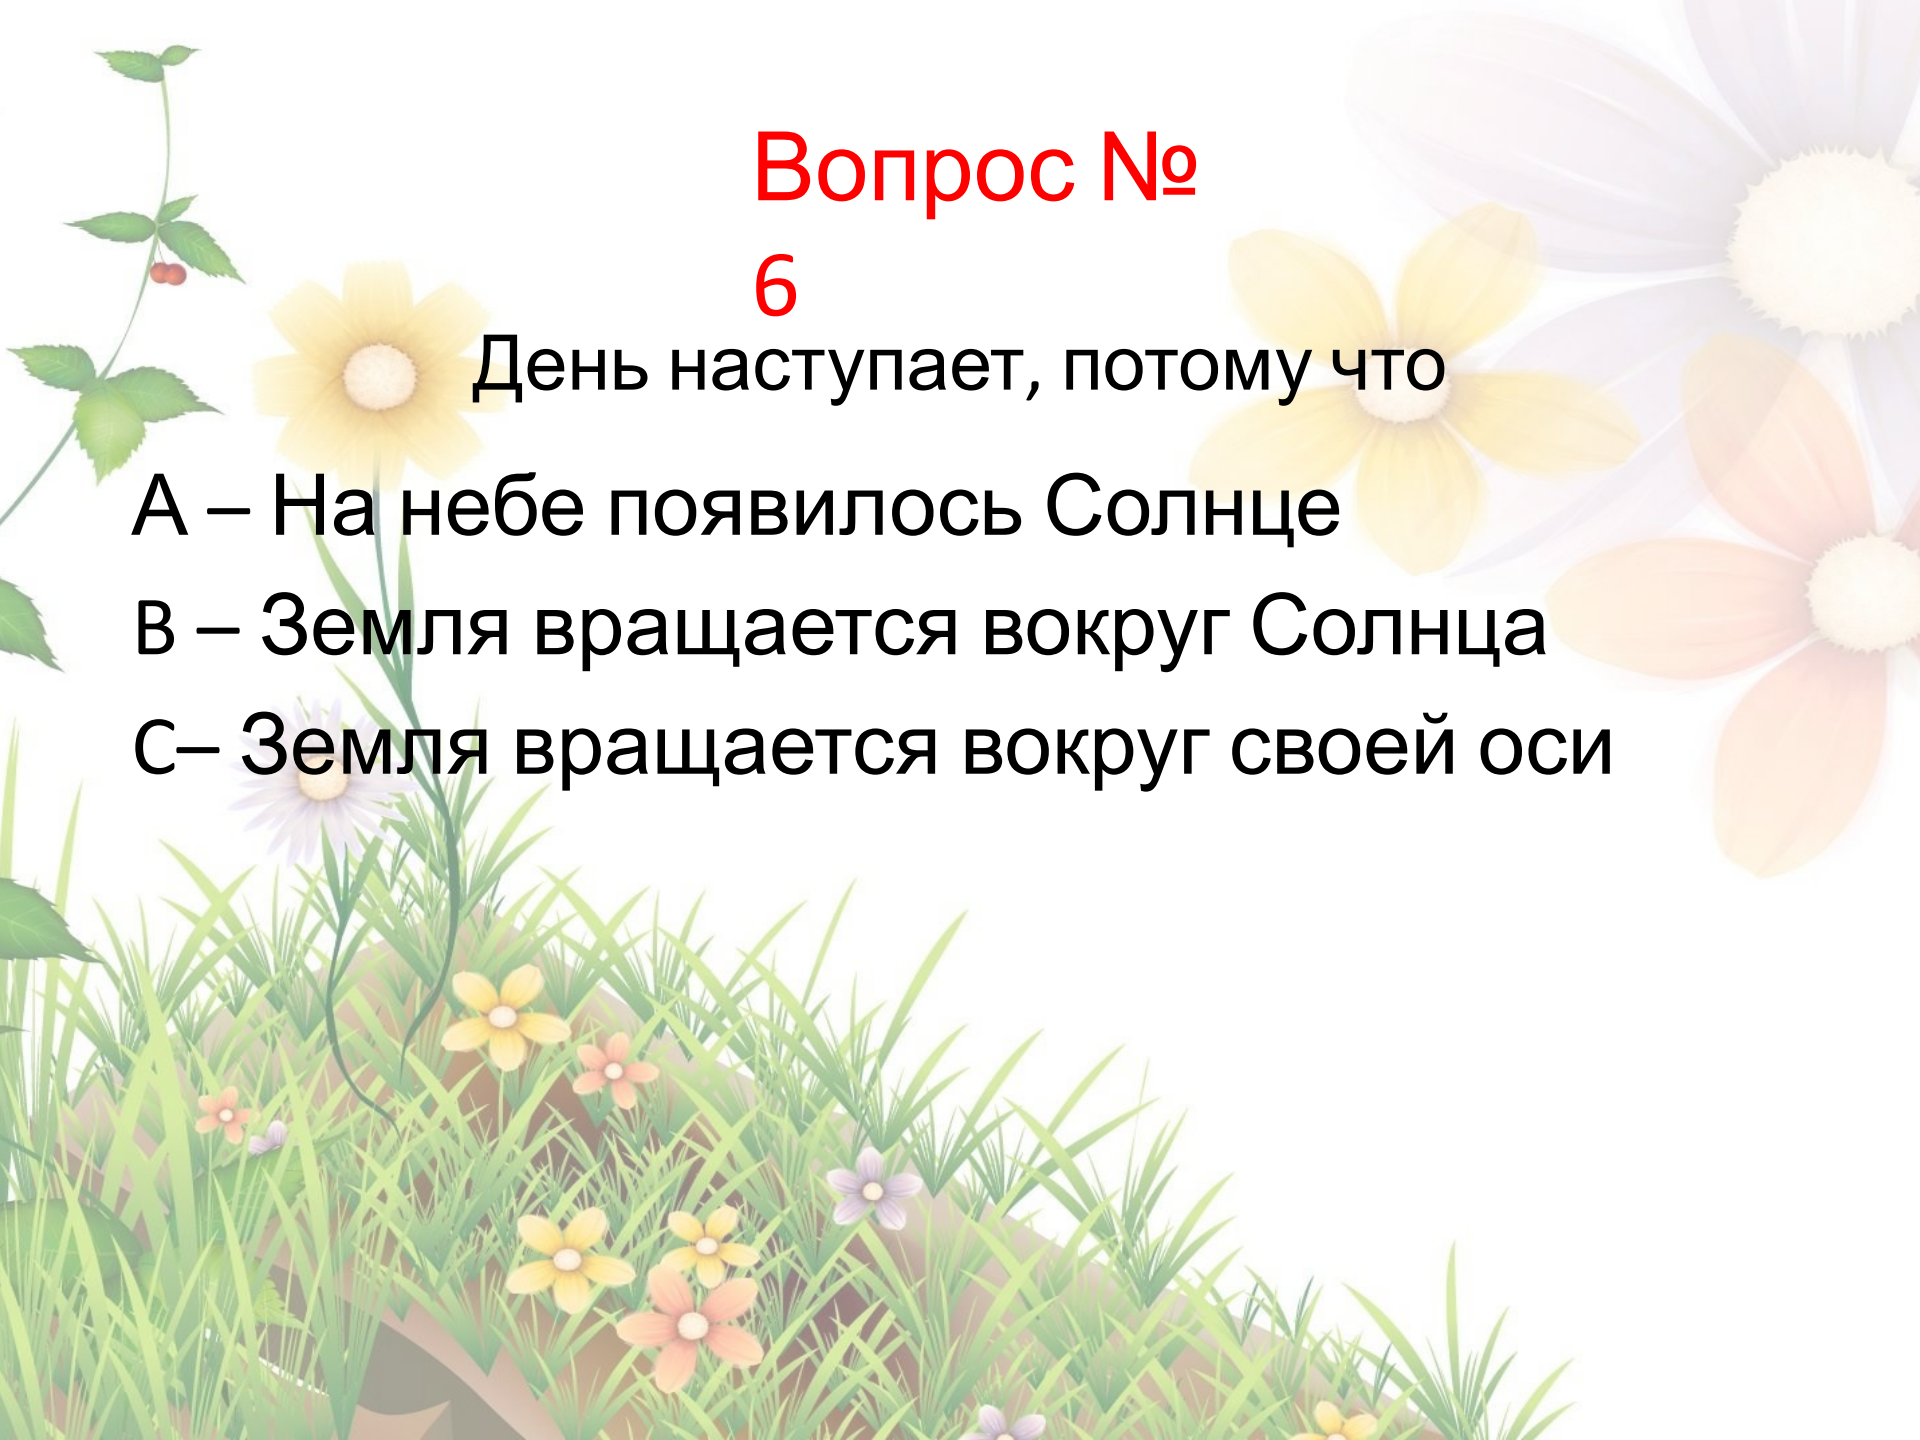 Вопрос №
6
День наступает, потому что
А – На небе появилось Солнце
В – Земля вращается вокруг Солнца
С– Земля вращается вокруг своей оси